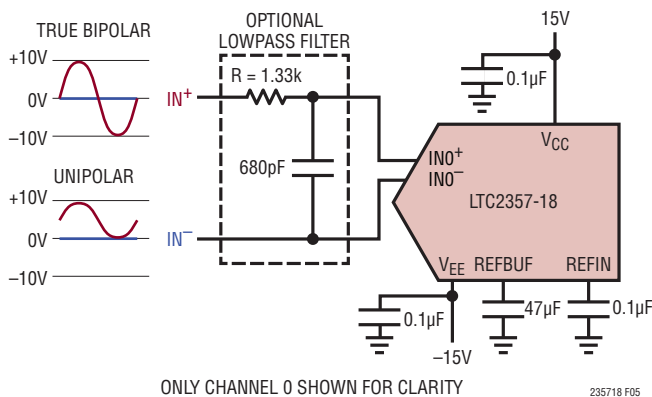 TRUE BIPOLAR
+10V
0V
–10V
UNIPOLAR
+10V
0V
–10V
OPTIONAL
LOWPASS FILTER
R = 1.33k
IN+
680pF
IN–
15V
0.1µF
VCC
IN0+
IN0–
LTC2357-18
VEE REFBUF REFIN
0.1µF
47µF
0.1µF
–15V
ONLY CHANNEL 0 SHOWN FOR CLARITY
235718 F05